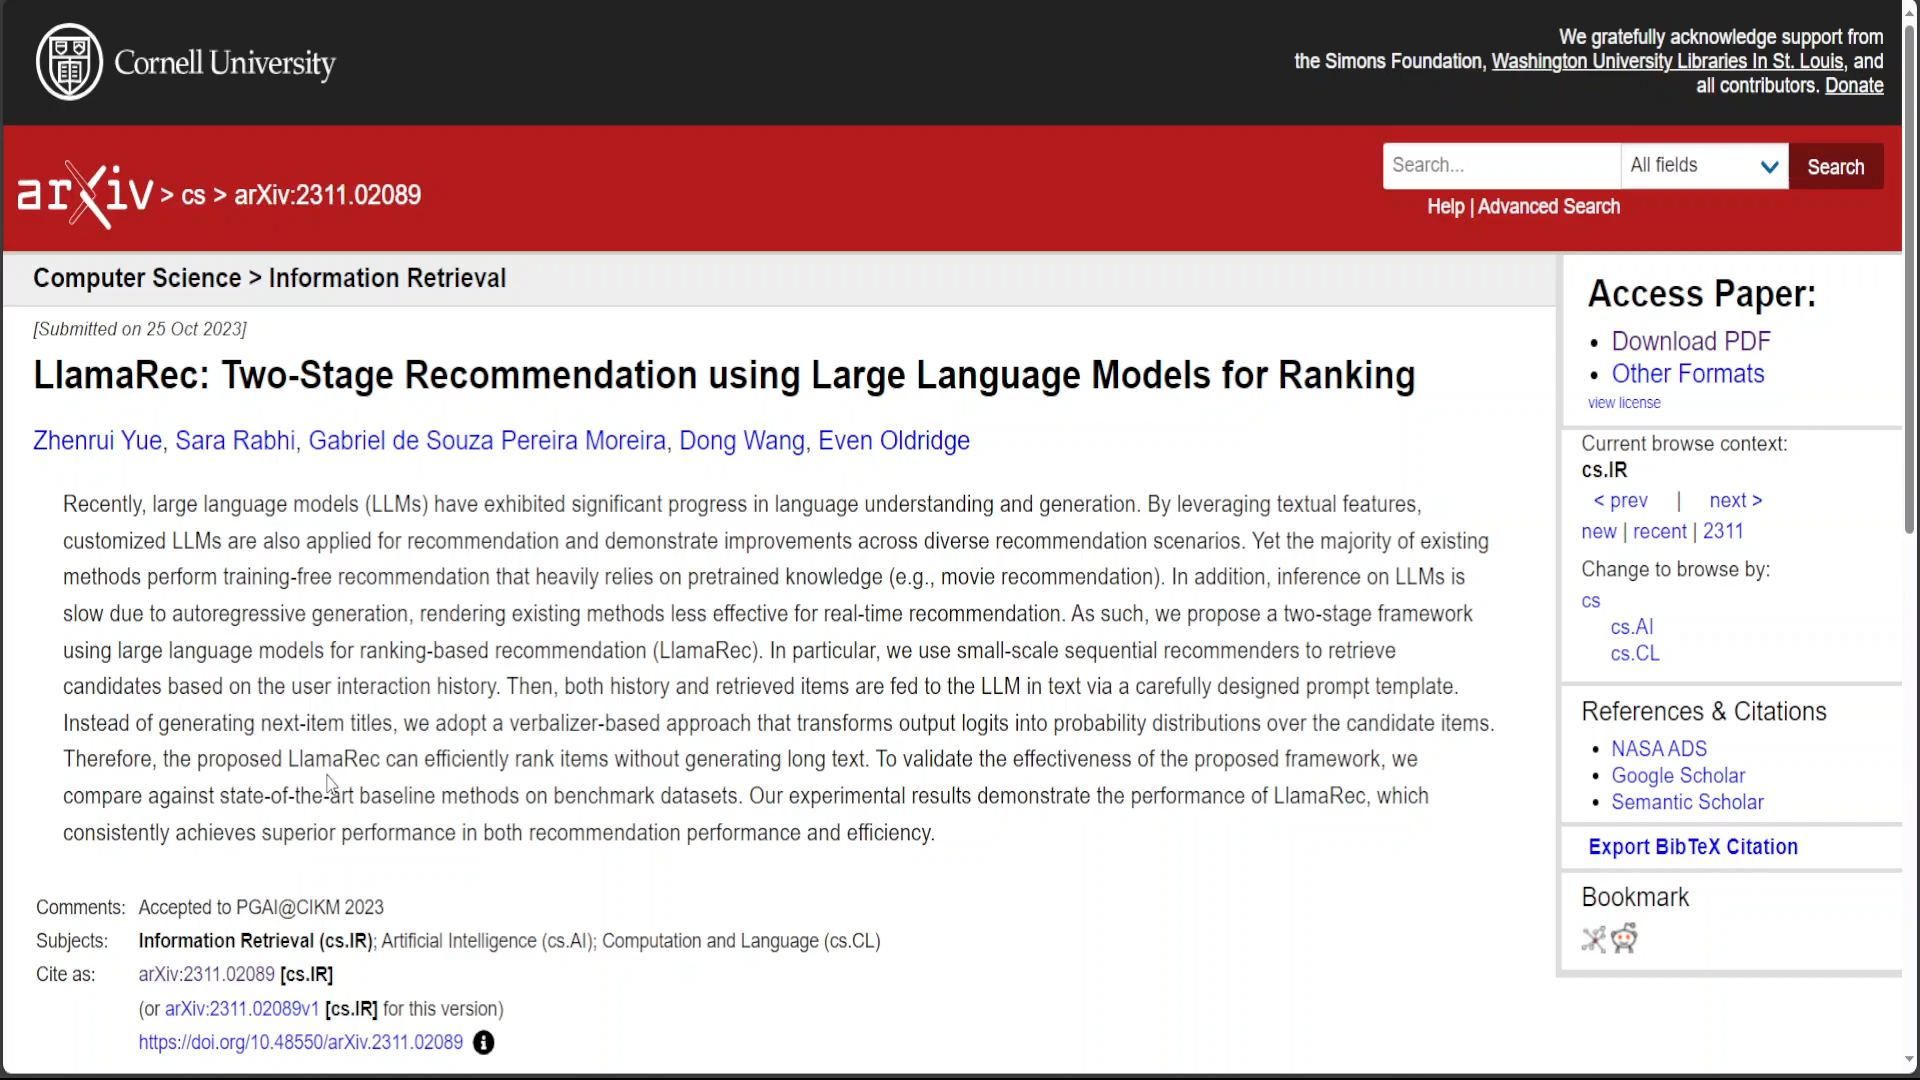 Cornell University
We gratefully acknowledge support from
the Simons Foundation, Washington University Libraries In St. Louis, and
all contributors. Donate
arXiv > cs > arXiv:2311.02089
Search...
All fields
Search
Help | Advanced Search
Computer Science > Information Retrieval
[Submitted on 25 Oct 2023]
LlamaRec: Two-Stage Recommendation using Large Language Models for Ranking
Zhenrui Yue, Sara Rabhi, Gabriel de Souza Pereira Moreira, Dong Wang, Even Oldridge
Recently, large language models (LLMs) have exhibited significant progress in language understanding and generation. By leveraging textual features,
customized LLMs are also applied for recommendation and demonstrate improvements across diverse recommendation scenarios. Yet the majority of existing
methods perform training-free recommendation that heavily relies on pretrained knowledge (e.g., movie recommendation). In addition, inference on LLMs is
slow due to autoregressive generation, rendering existing methods less effective for real-time recommendation. As such, we propose a two-stage framework
using large language models for ranking-based recommendation (LlamaRec). In particular, we use small-scale sequential recommenders to retrieve
candidates based on the user interaction history. Then, both history and retrieved items are fed to the LLM in text via a carefully designed prompt template.
Instead of generating next-item titles, we adopt a verbalizer-based approach that transforms output logits into probability distributions over the candidate items.
Therefore, the proposed LlamaRec can efficiently rank items without generating long text. To validate the effectiveness of the proposed framework, we
compare against state-of-the-art baseline methods on benchmark datasets. Our experimental results demonstrate the performance of LlamaRec, which
consistently achieves superior performance in both recommendation performance and efficiency.
Comments: Accepted to PGAI@CIKM 2023
Subjects: Information Retrieval (cs.IR); Artificial Intelligence (cs.AI); Computation and Language (cs.CL)
Cite as: arXiv:2311.02089 [cs.IR]
(or arXiv:2311.02089v1 [cs.IR] for this version)
https://doi.org/10.48550/arXiv.2311.02089
Access Paper:
Download PDF
Other Formats
view license
Current browse context:
cs.IR
< prev | next >
new | recent | 2311
Change to browse by:
cs
cs.AI
cs.CL
References & Citations
NASA ADS
Google Scholar
Semantic Scholar
Export BibTeX Citation
Bookmark